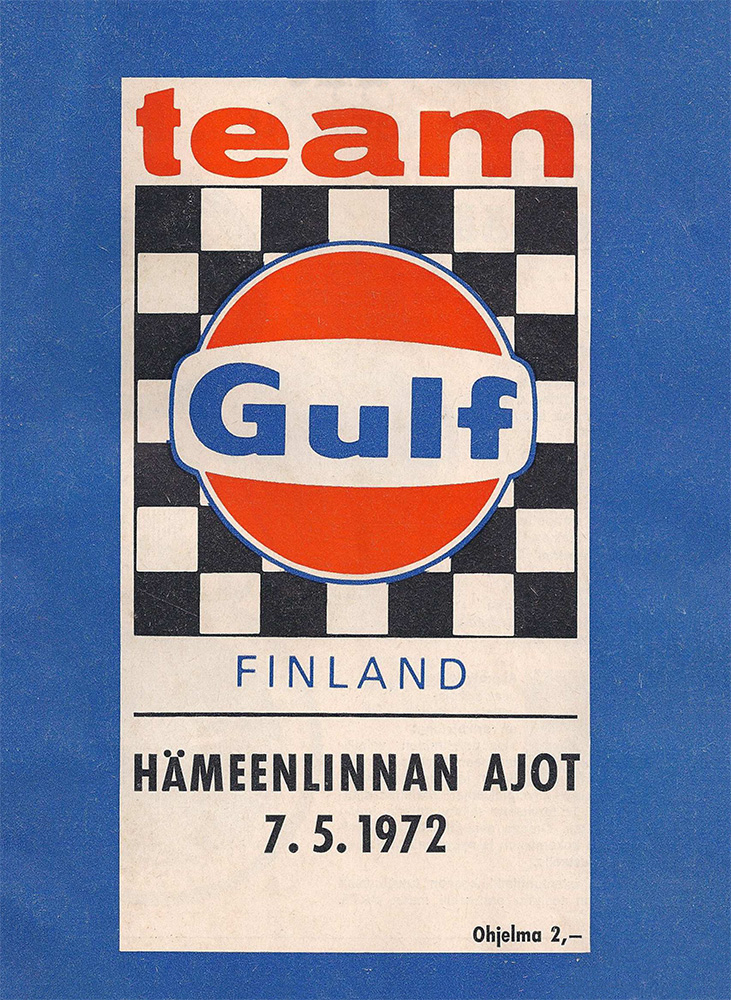 team
Gulf
FINLAND
HÄMEENLINNAN AJOT
7. 5. 1972
Ohjelma 2,—